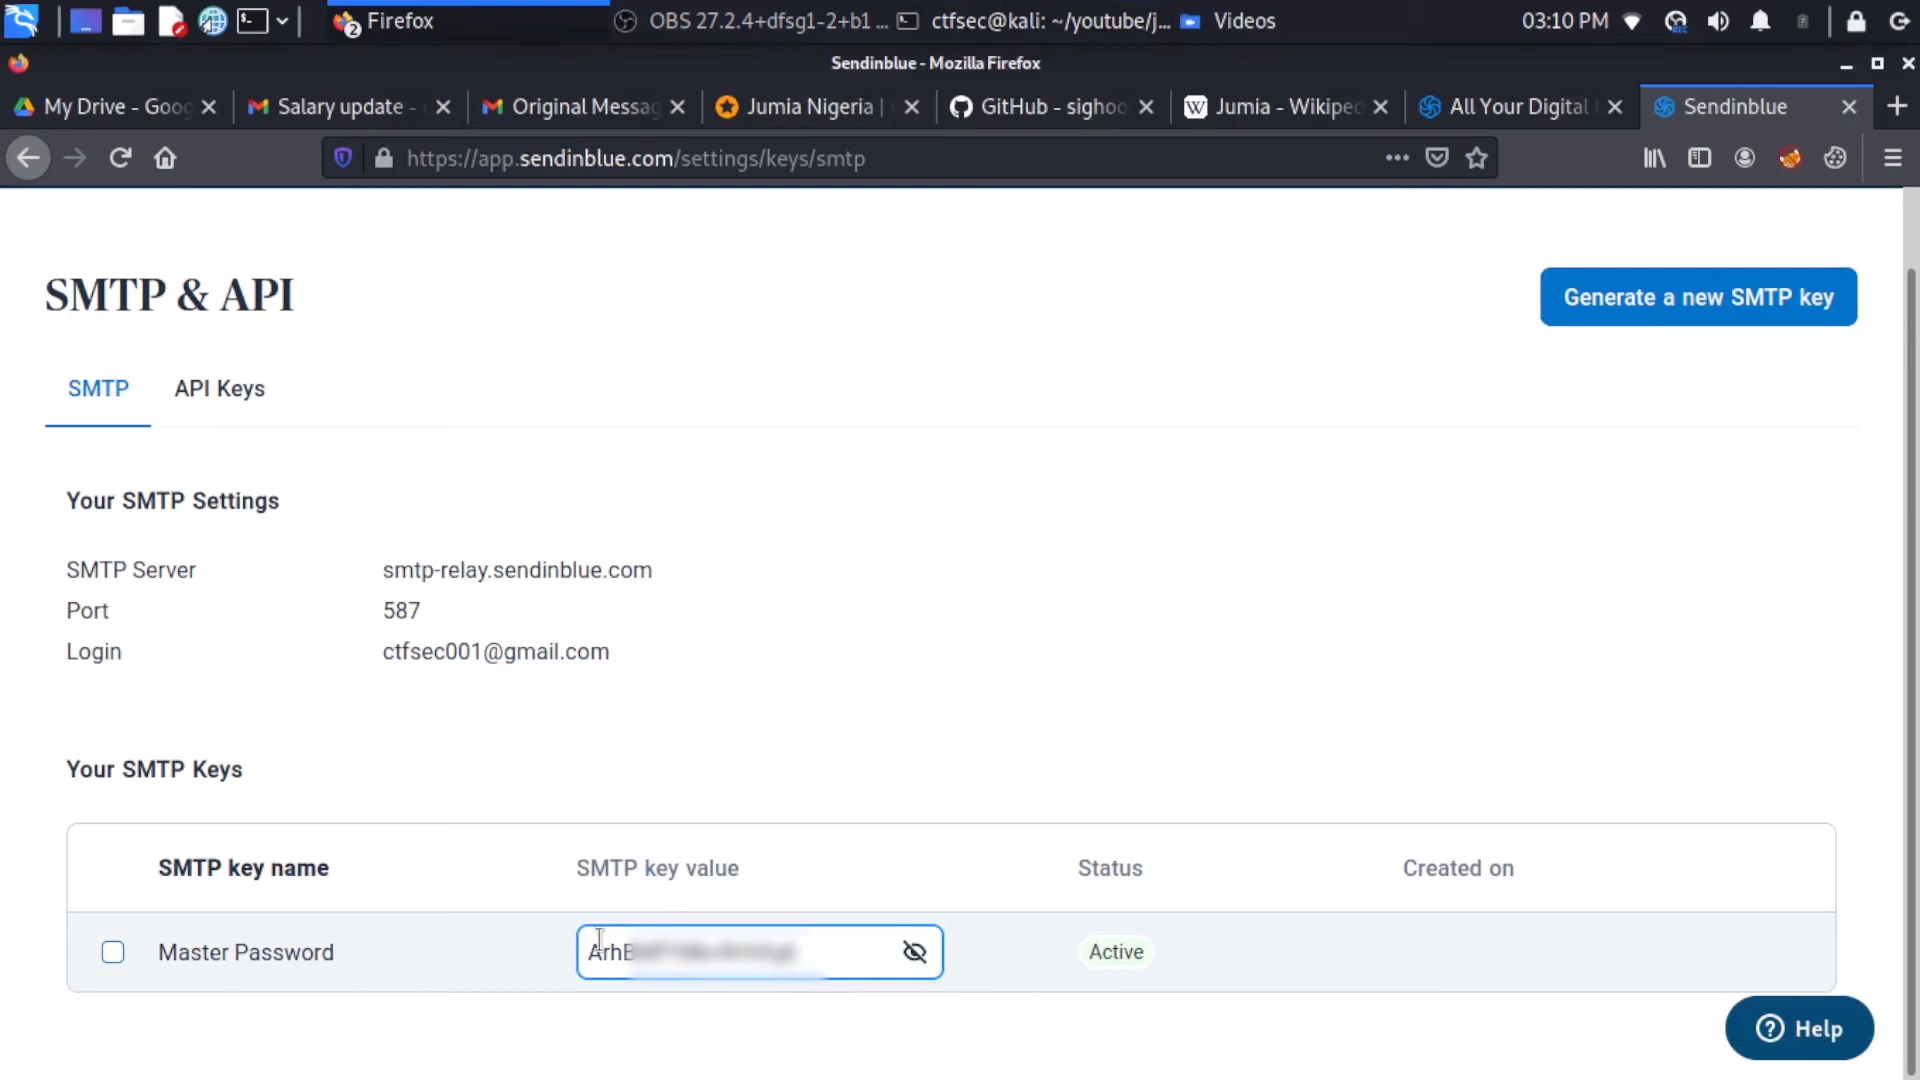 Firefox
OBS 27.2.4+dfsg1-2+b1 ...
ctfsec@kali: ~/youtube/j...
Videos
03:10 PM
Sendinblue - Mozilla Firefox
My Drive - Goog
Salary update -
Original Messag
Jumia Nigeria |
GitHub - sighoo
Jumia - Wikiped
All Your Digital
Sendinblue
https://app.sendinblue.com/settings/keys/smtp
SMTP & API
Generate a new SMTP key
SMTP
API Keys
Your SMTP Settings
SMTP Server
smtp-relay.sendinblue.com
Port
587
Login
ctfsec001@gmail.com
Your SMTP Keys
SMTP key name
SMTP key value
Status
Created on
Master Password
Active
Help